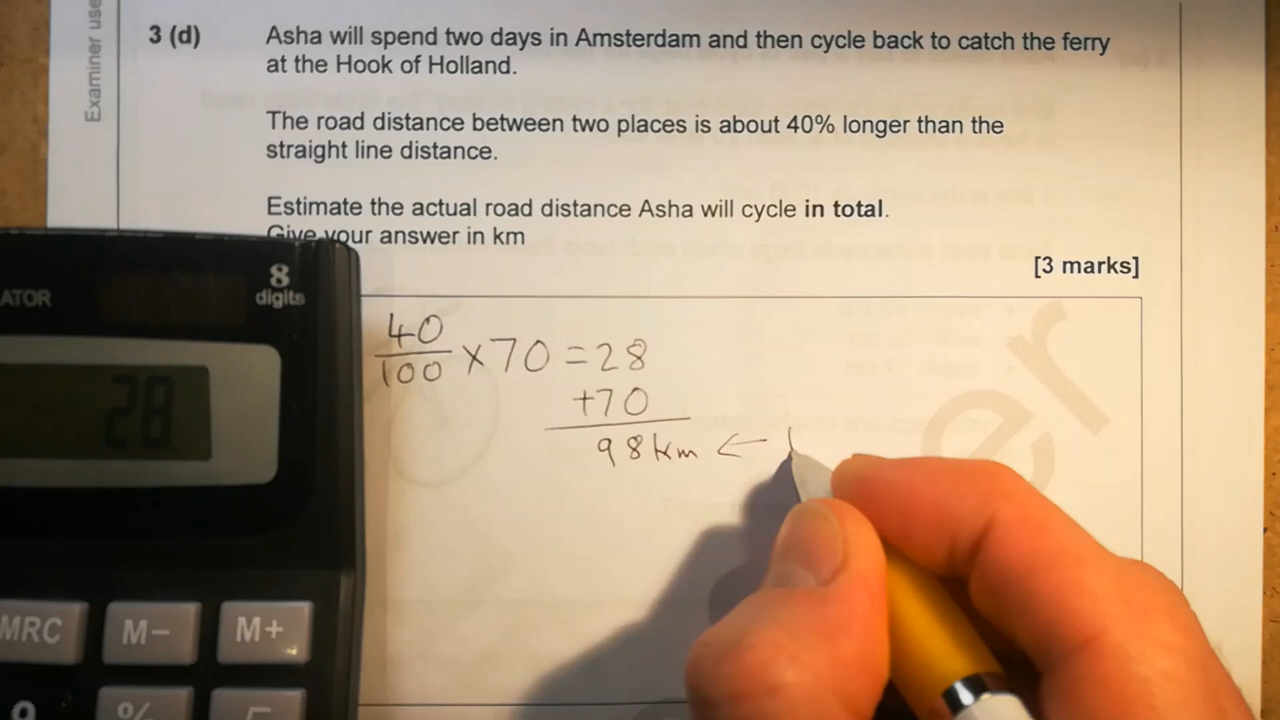 Examiner use
3 (d)
Asha will spend two days in Amsterdam and then cycle back to catch the ferry
at the Hook of Holland.
The road distance between two places is about 40% longer than the
straight line distance.
Estimate the actual road distance Asha will cycle in total.
Give your answer in km
[3 marks]
ATOR
8
digits
28
MRC
M−
M+
9
%
40
100
×70 = 28
+70
98km ←
er